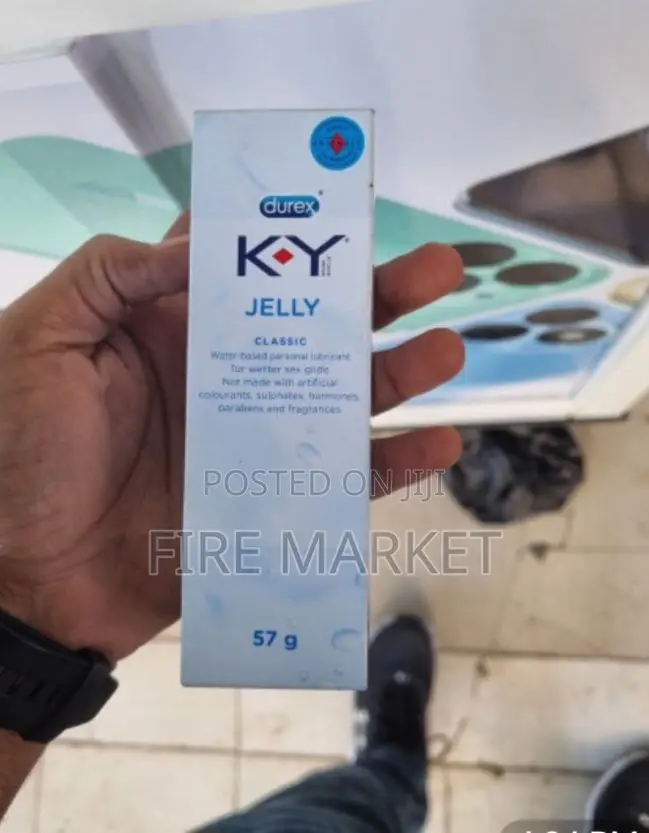 durex
K-Y
JELLY
CLASSIC
Water-based personal lubricant
for wetter sex glide
Not made with artificial
colourants, sulphates, hormones,
parabens and fragrances.
POSTED ON JIJI
FIRE MARKET
57 g